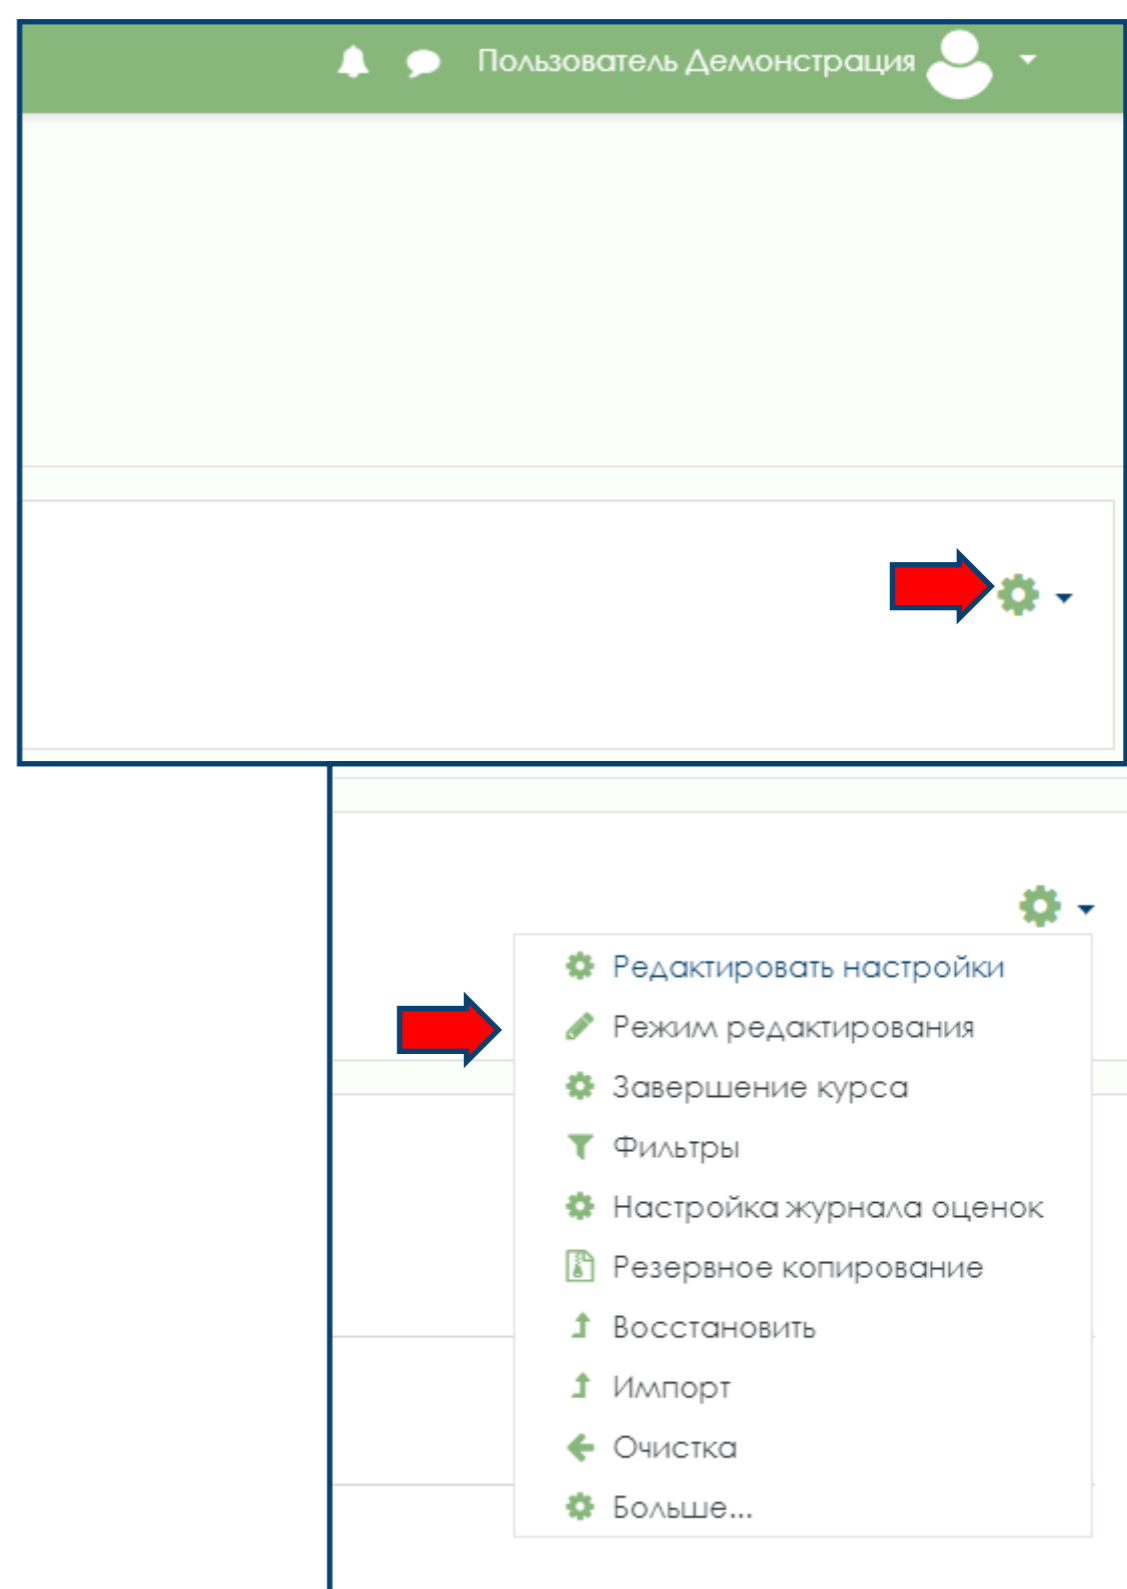 Пользователь Демонстрация
Редактировать настройки
Режим редактирования
Завершение курса
Фильтры
Настройка журнала оценок
Резервное копирование
Восстановить
Импорт
Очистка
Больше...